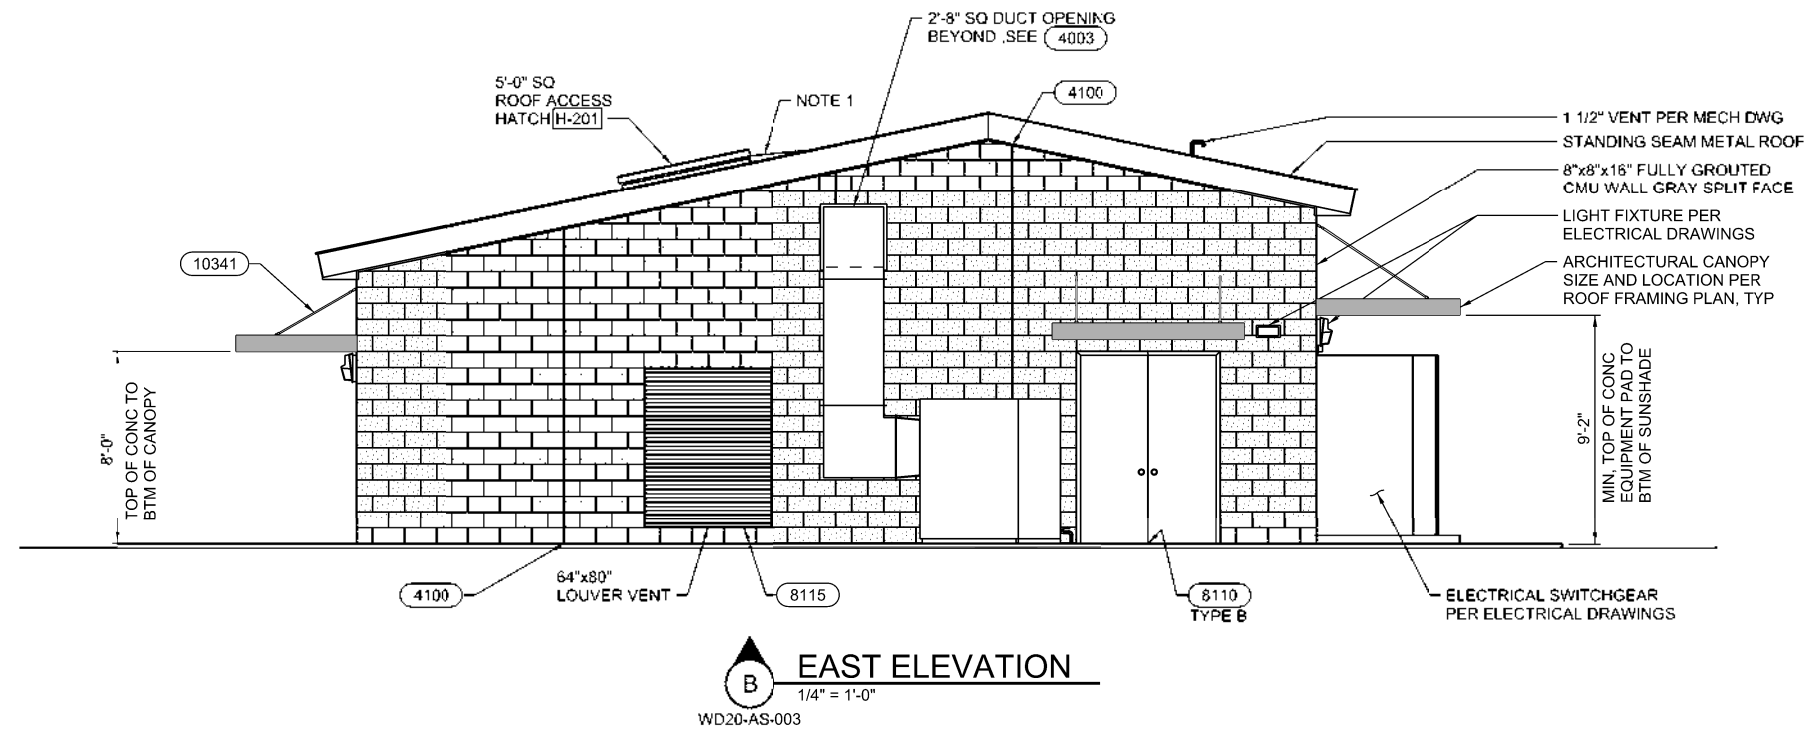 2'-8" SQ DUCT OPENING
BEYOND ,SEE 4003
5'-0" SQ
ROOF ACCESS
HATCH H-201
NOTE 1
4100
1 1/2" VENT PER MECH DWG
STANDING SEAM METAL ROOF
8"x8"x16" FULLY GROUTED
CMU WALL GRAY SPLIT FACE
LIGHT FIXTURE PER
ELECTRICAL DRAWINGS
ARCHITECTURAL CANOPY
SIZE AND LOCATION PER
ROOF FRAMING PLAN, TYP
10341
8'-0"
TOP OF CONC TO
BTM OF CANOPY
9'-2"
MIN, TOP OF CONC
EQUIPMENT PAD TO
BTM OF SUNSHADE
4100
64"x80"
LOUVER VENT
8115
8110
TYPE B
ELECTRICAL SWITCHGEAR
PER ELECTRICAL DRAWINGS
B
EAST ELEVATION
1/4" = 1'-0"
WD20-AS-003